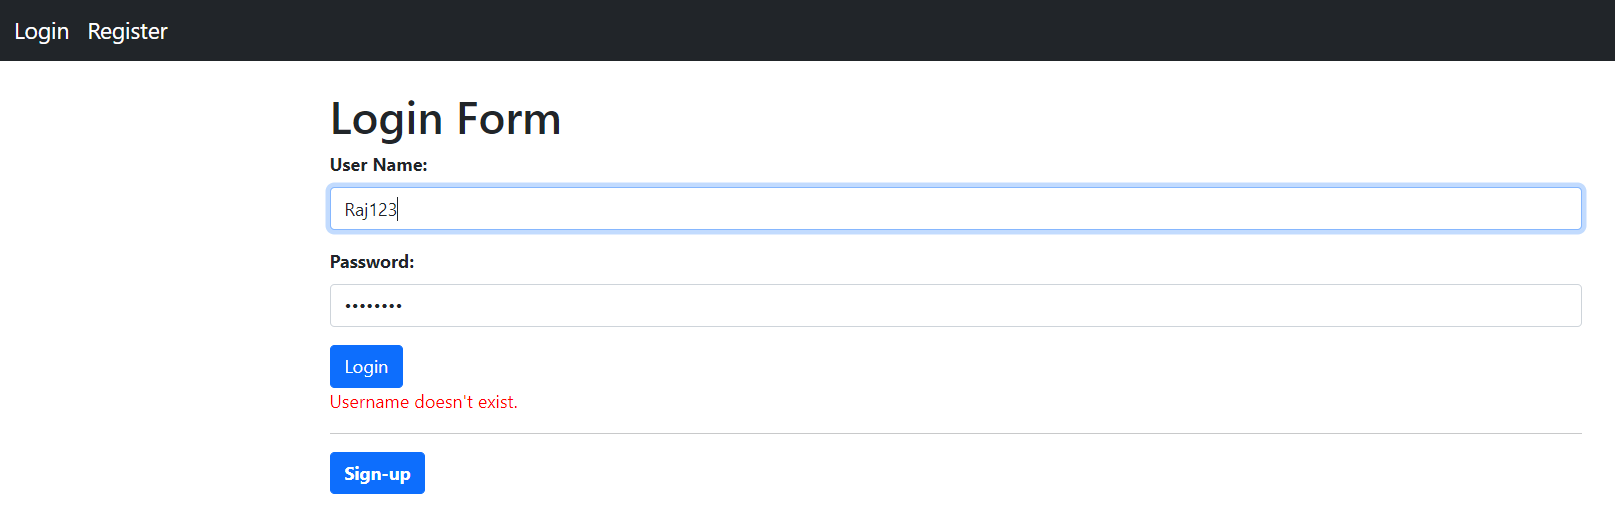 Login Register
Login Form
User Name:
Raj123
Password:
••••••••
Login
Username doesn't exist.
Sign-up